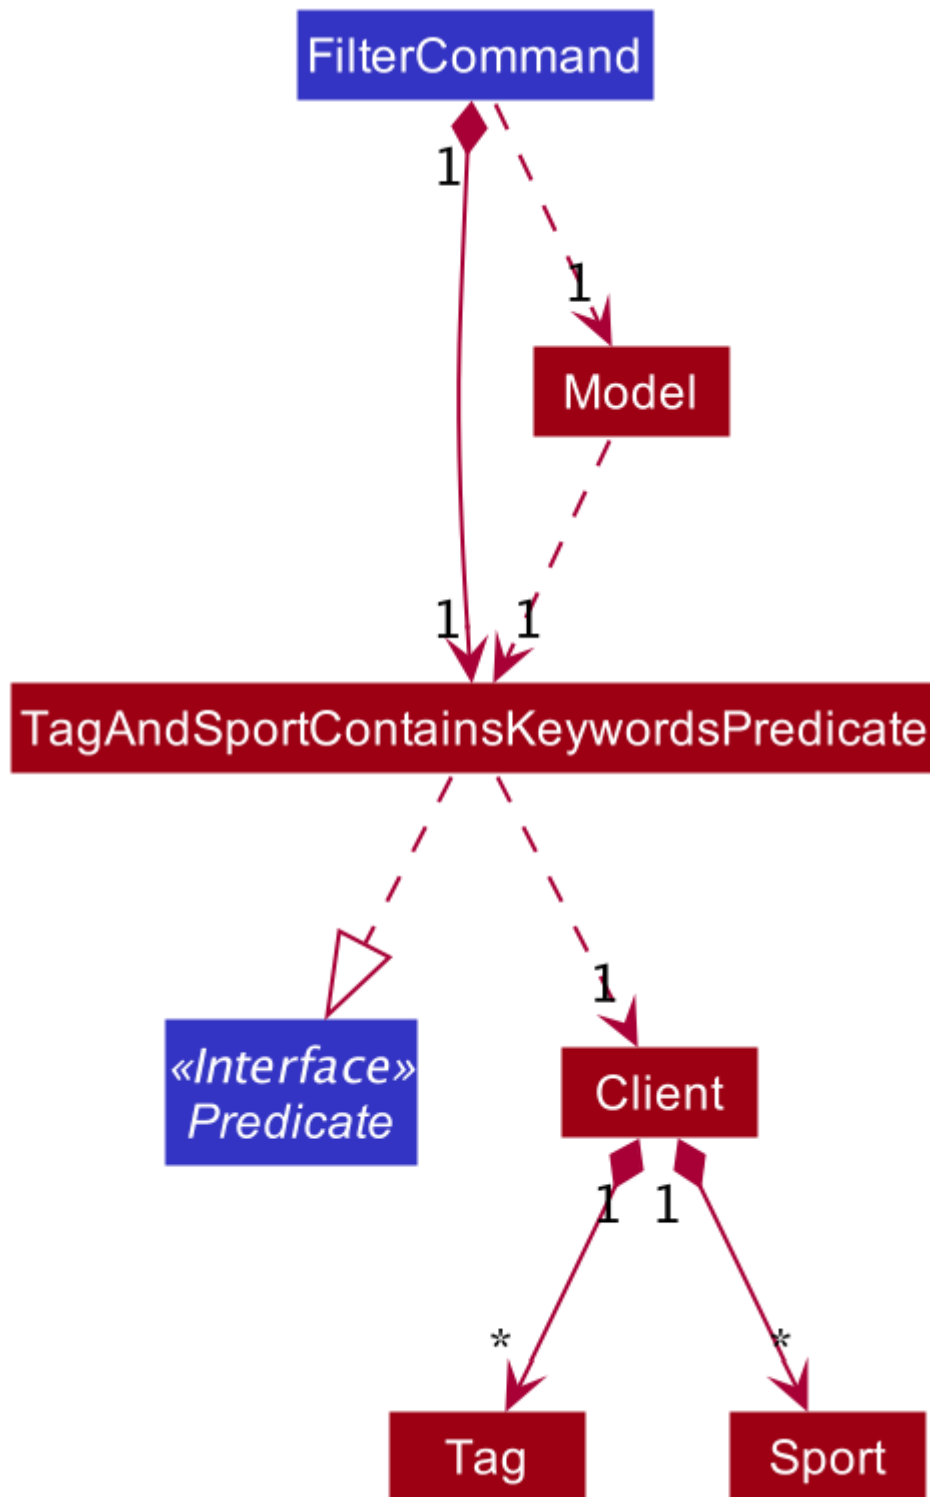 FilterCommand
1
1
Model
1
1
TagAndSportContainsKeywordsPredicate
1
«Interface»
Predicate
Client
1
1
*
*
Tag
Sport